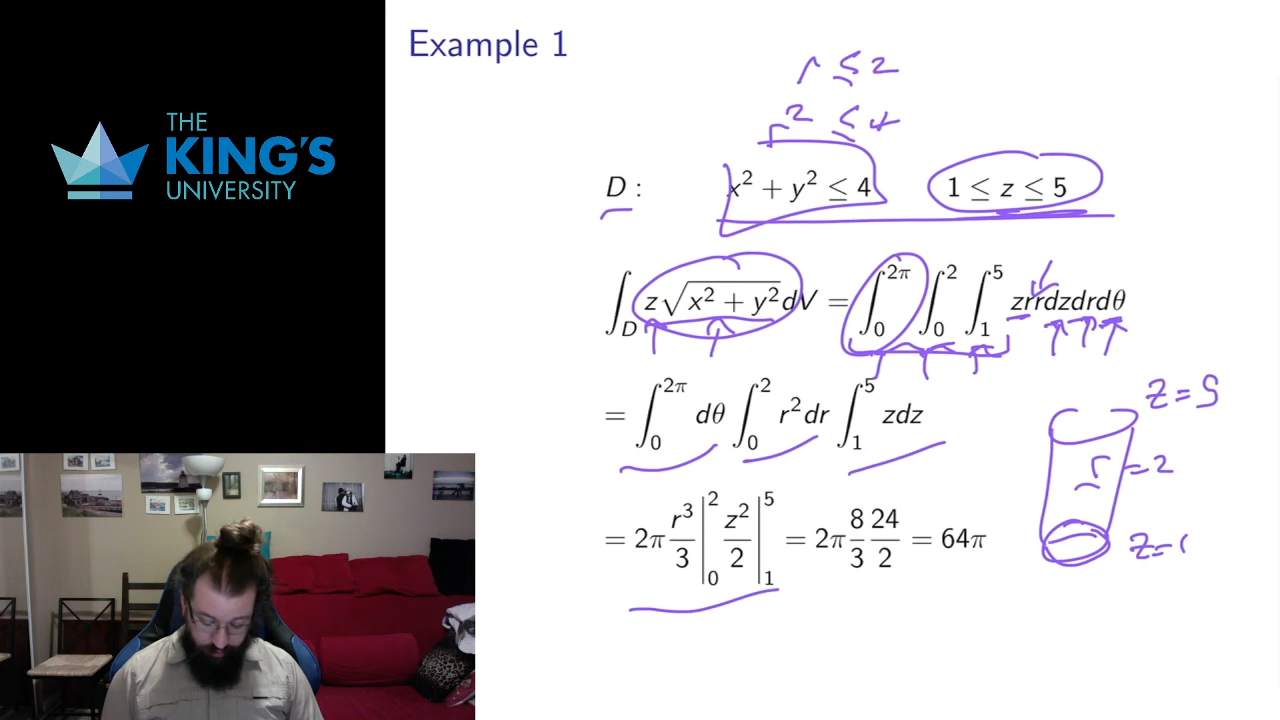 THE
KING'S
UNIVERSITY
Example 1
r ≤ 2
r² ≤ 4
D : x² + y² ≤ 4 1 ≤ z ≤ 5
∫_D z√(x² + y²) dV = ∫_0^{2π} ∫_0^2 ∫_1^5 zrrdzdrdθ
= ∫_0^{2π} dθ ∫_0^2 r²dr ∫_1^5 zdz
z = 5
r = 2
= 2π r³/3 |_0^2 z²/2 |_1^5 = 2π 8/3 24/2 = 64π
z=1